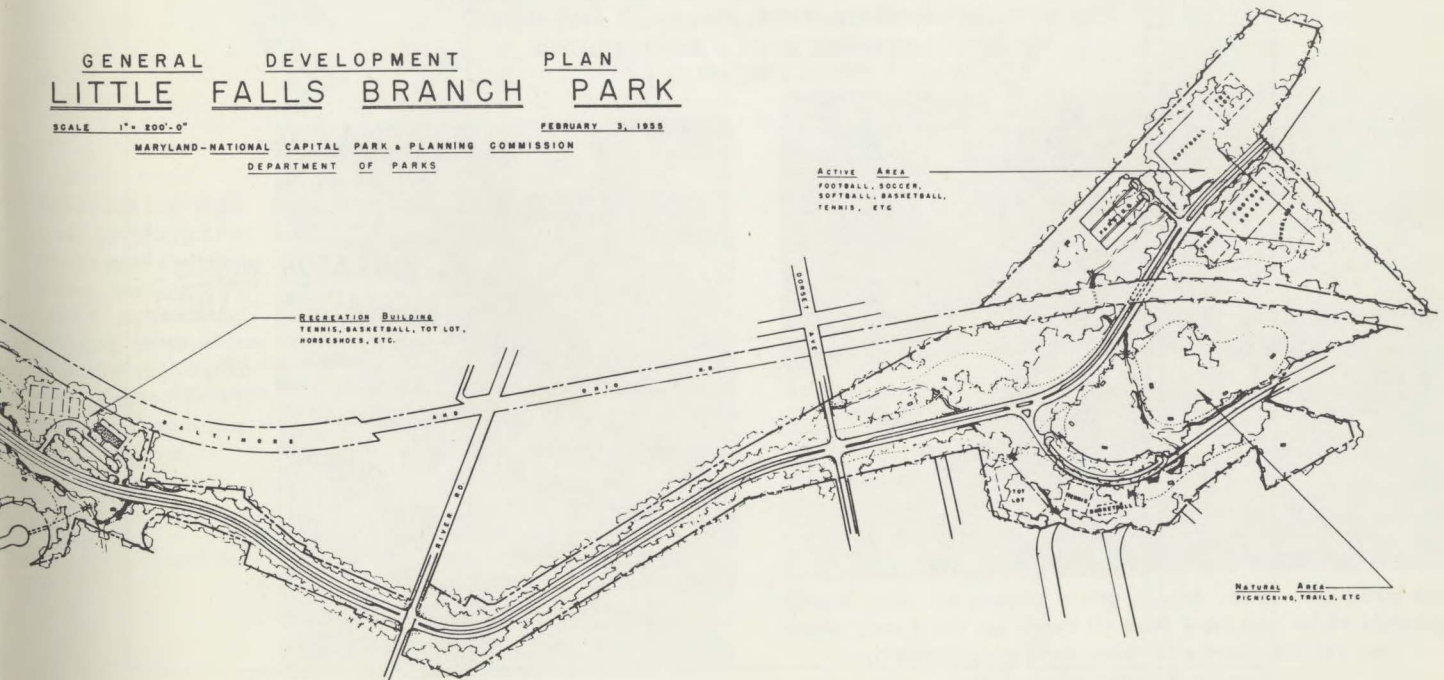 GENERAL DEVELOPMENT PLAN
LITTLE FALLS BRANCH PARK
SCALE 1" = 200'-0"
FEBRUARY 3, 1955
MARYLAND-NATIONAL CAPITAL PARK & PLANNING COMMISSION
DEPARTMENT OF PARKS
ACTIVE AREA
FOOTBALL, SOCCER,
SOFTBALL, BASKETBALL,
TENNIS, ETC
PARKING
RECREATION BUILDING
TENNIS, BASKETBALL, TOT LOT,
HORSESHOES, ETC.
DORSET AVE
BALTIMORE AND OHIO RR
RIVER RD
TOT
LOT
TENNIS
BASKETBALL
NATURAL AREA
PICNICKING, TRAILS, ETC